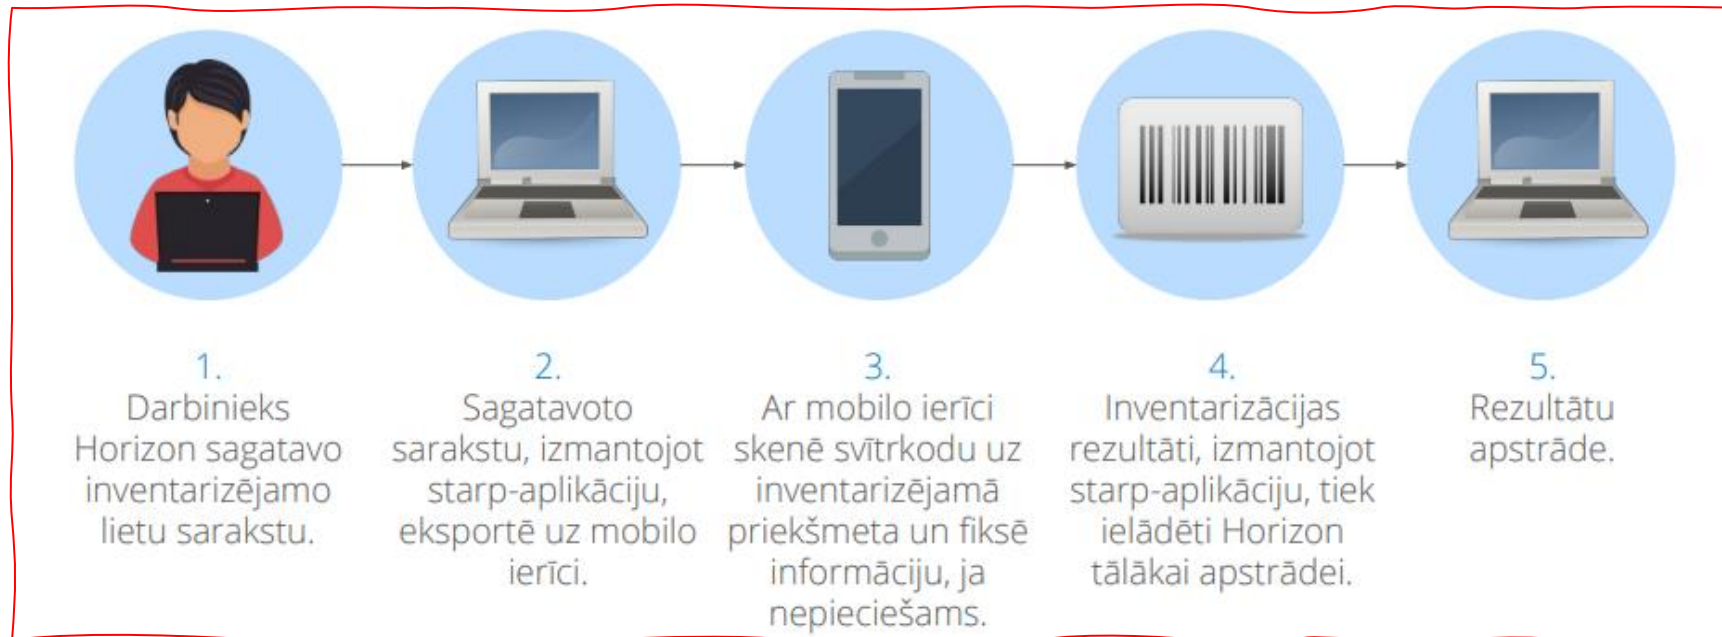 1.
Darbinieks
Horizon sagatavo
inventarizējamo
lietu sarakstu.
2.
Sagatavoto
sarakstu, izmantojot
starp-aplikāciju,
eksportē uz mobilo
ierīci.
3.
Ar mobilo ierīci
skenē svītrkodu uz
inventarizējamā
priekšmeta un fiksē
informāciju, ja
nepieciešams.
4.
Inventarizācijas
rezultāti, izmantojot
starp-aplikāciju, tiek
ielādēti Horizon
tālākai apstrādei.
5.
Rezultātu
apstrāde.